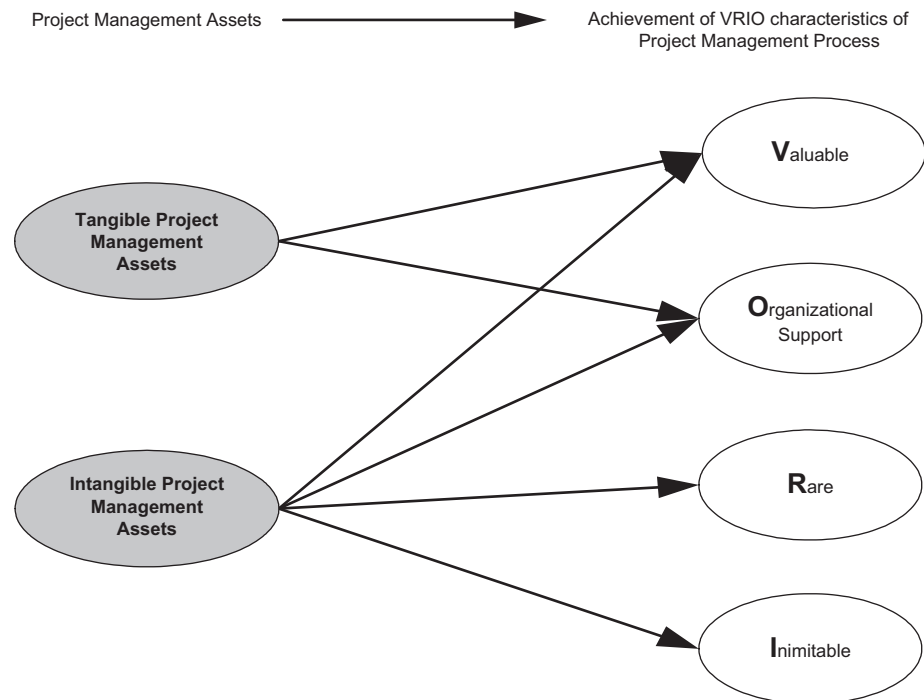 Project Management Assets
Achievement of VRIO characteristics of
Project Management Process
Valuable
Tangible Project
Management
Assets
Organizational
Support
Intangible Project
Management
Assets
Rare
Inimitable